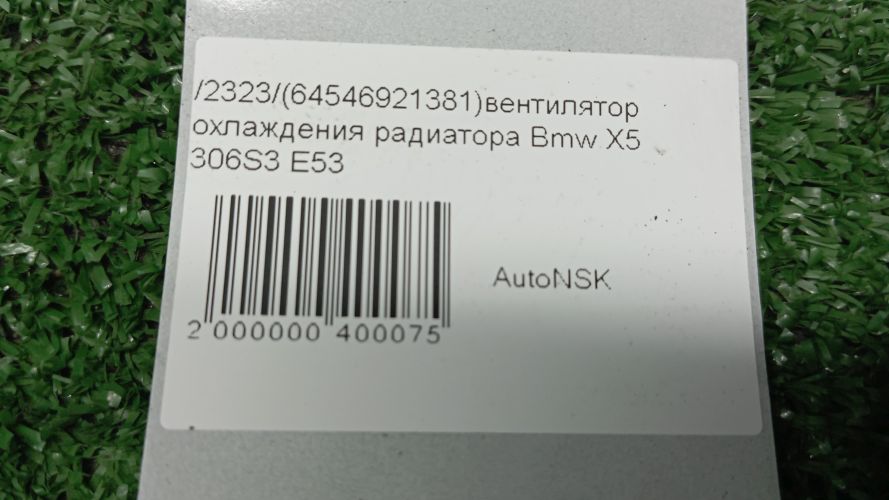 /2323/(64546921381)вентилятор
охлаждения радиатора Bmw X5
306S3 E53
AutoNSK
2 000000 400075